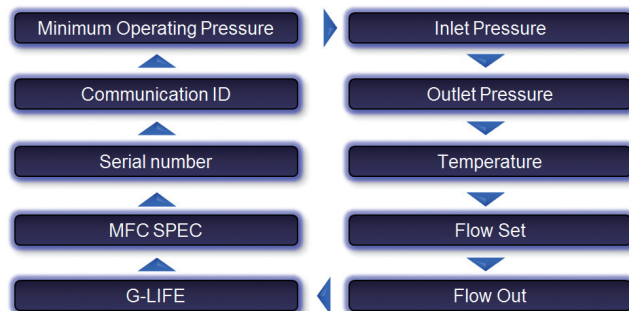 Minimum Operating Pressure
Inlet Pressure
Communication ID
Outlet Pressure
Serial number
Temperature
MFC SPEC
Flow Set
G-LIFE
Flow Out